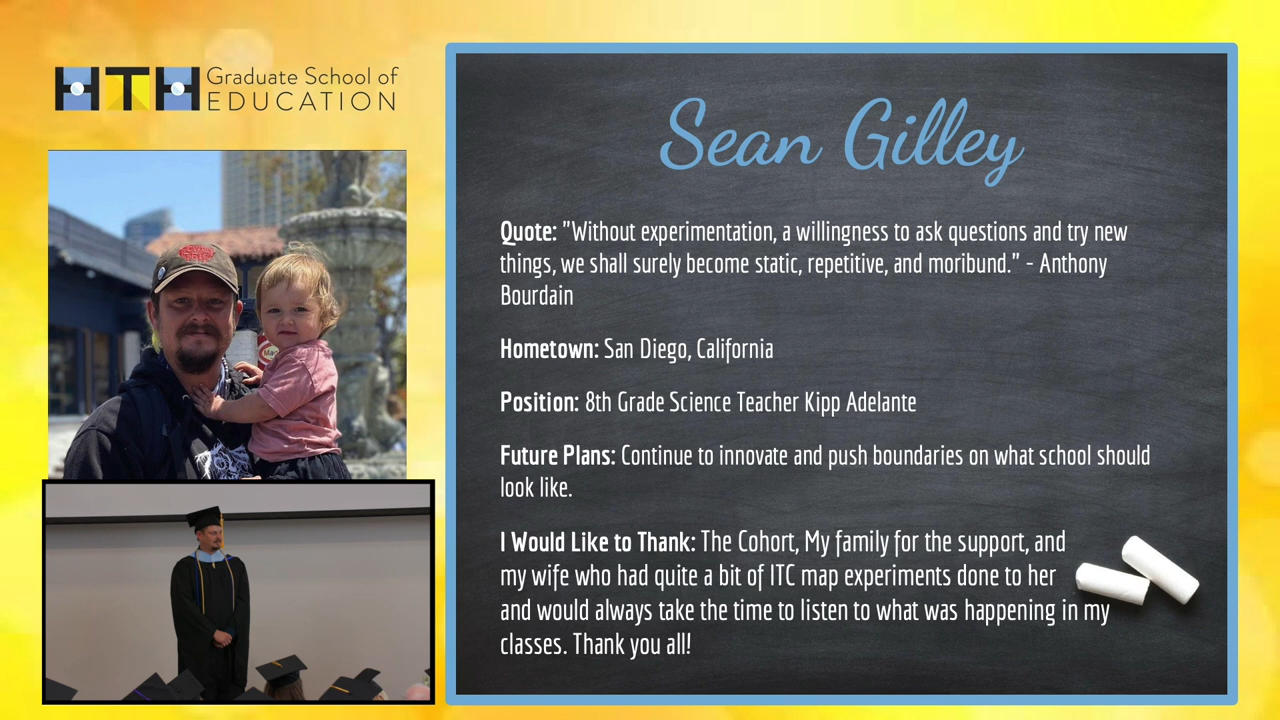 HTH Graduate School of
EDUCATION
Sean Gilley
Quote: "Without experimentation, a willingness to ask questions and try new
things, we shall surely become static, repetitive, and moribund.” - Anthony
Bourdain
Hometown: San Diego, California
Position: 8th Grade Science Teacher Kipp Adelante
Future Plans: Continue to innovate and push boundaries on what school should
look like.
I Would Like to Thank: The Cohort, My family for the support, and
my wife who had quite a bit of ITC map experiments done to her
and would always take the time to listen to what was happening in my
classes. Thank you all!